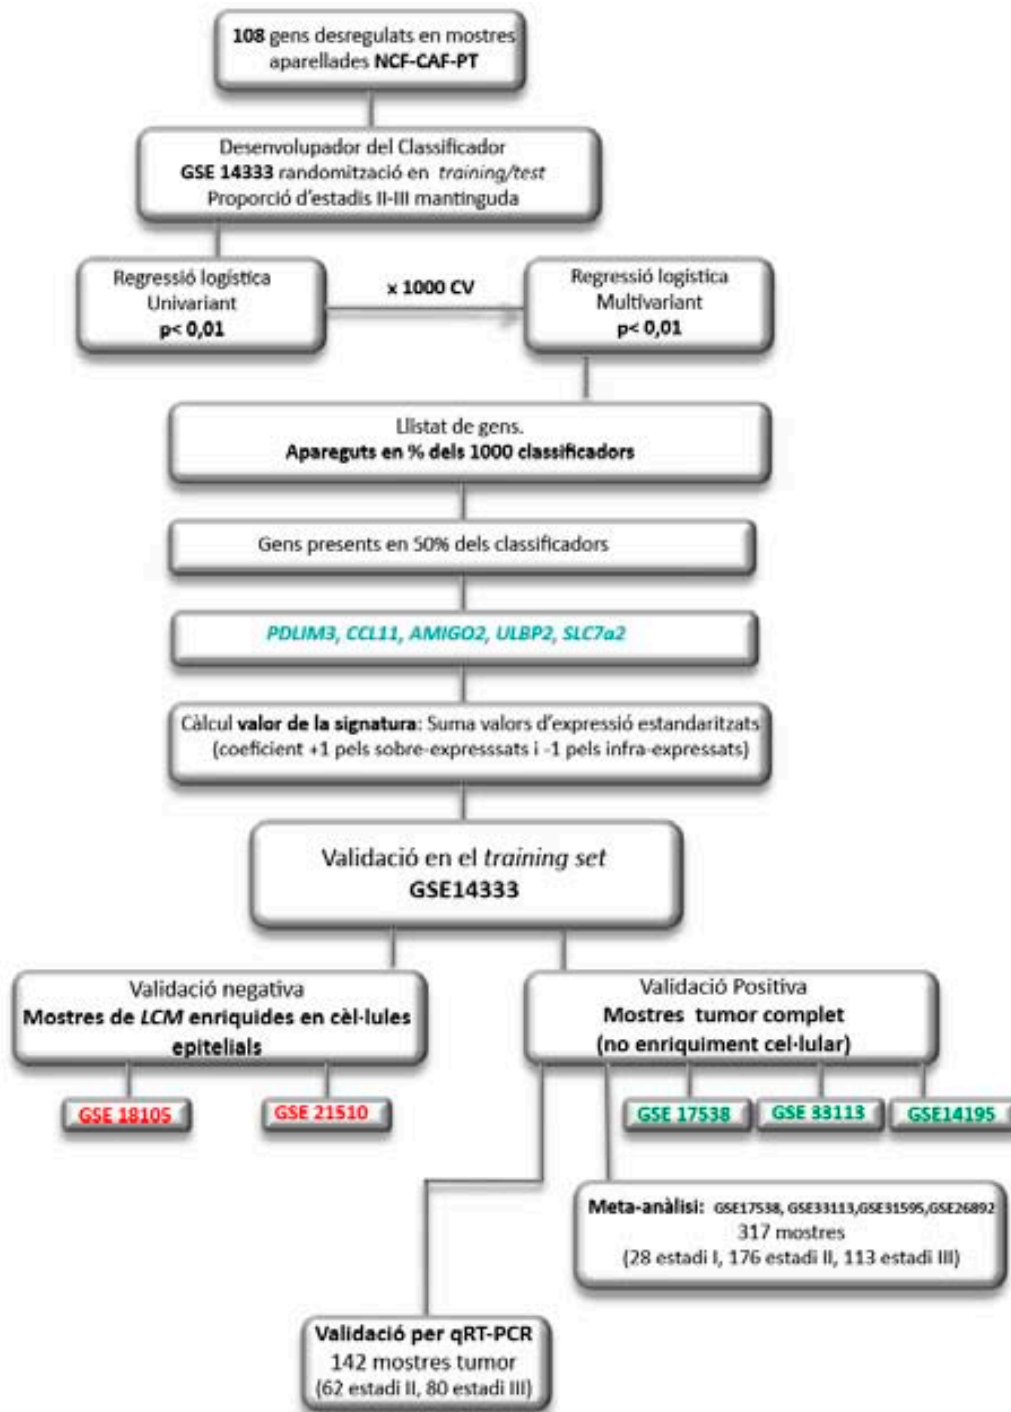 108 gens desregulats en mostres
aparellades NCF-CAF-PT
Desenvolupador del Classificador
GSE 14333 randomització en training/test
Proporció d'estadis II-III mantinguda
Regressió logística
Univariant
p< 0,01
x 1000 CV
Regressió logística
Multivariant
p< 0,01
Llistat de gens.
Apareguts en % dels 1000 classificadors
Gens presents en 50% dels classificadors
PDLIM3, CCL11, AMIGO2, ULBP2, SLC7a2
Càlcul valor de la signatura: Suma valors d'expressió estandaritzats
(coeficient +1 pels sobre-expresssats i -1 pels infra-expressats)
Validació en el training set
GSE14333
Validació negativa
Mostres de LCM enriquides en cèl·lules
epitelials
GSE 18105
GSE 21510
Validació Positiva
Mostres tumor complet
(no enriquiment cel·lular)
GSE 17538
GSE 33113
GSE14195
Meta-anàlisi: GSE17538, GSE33113,GSE31595,GSE26892
317 mostres
(28 estadi I, 176 estadi II, 113 estadi III)
Validació per qRT-PCR
142 mostres tumor
(62 estadi II, 80 estadi III)